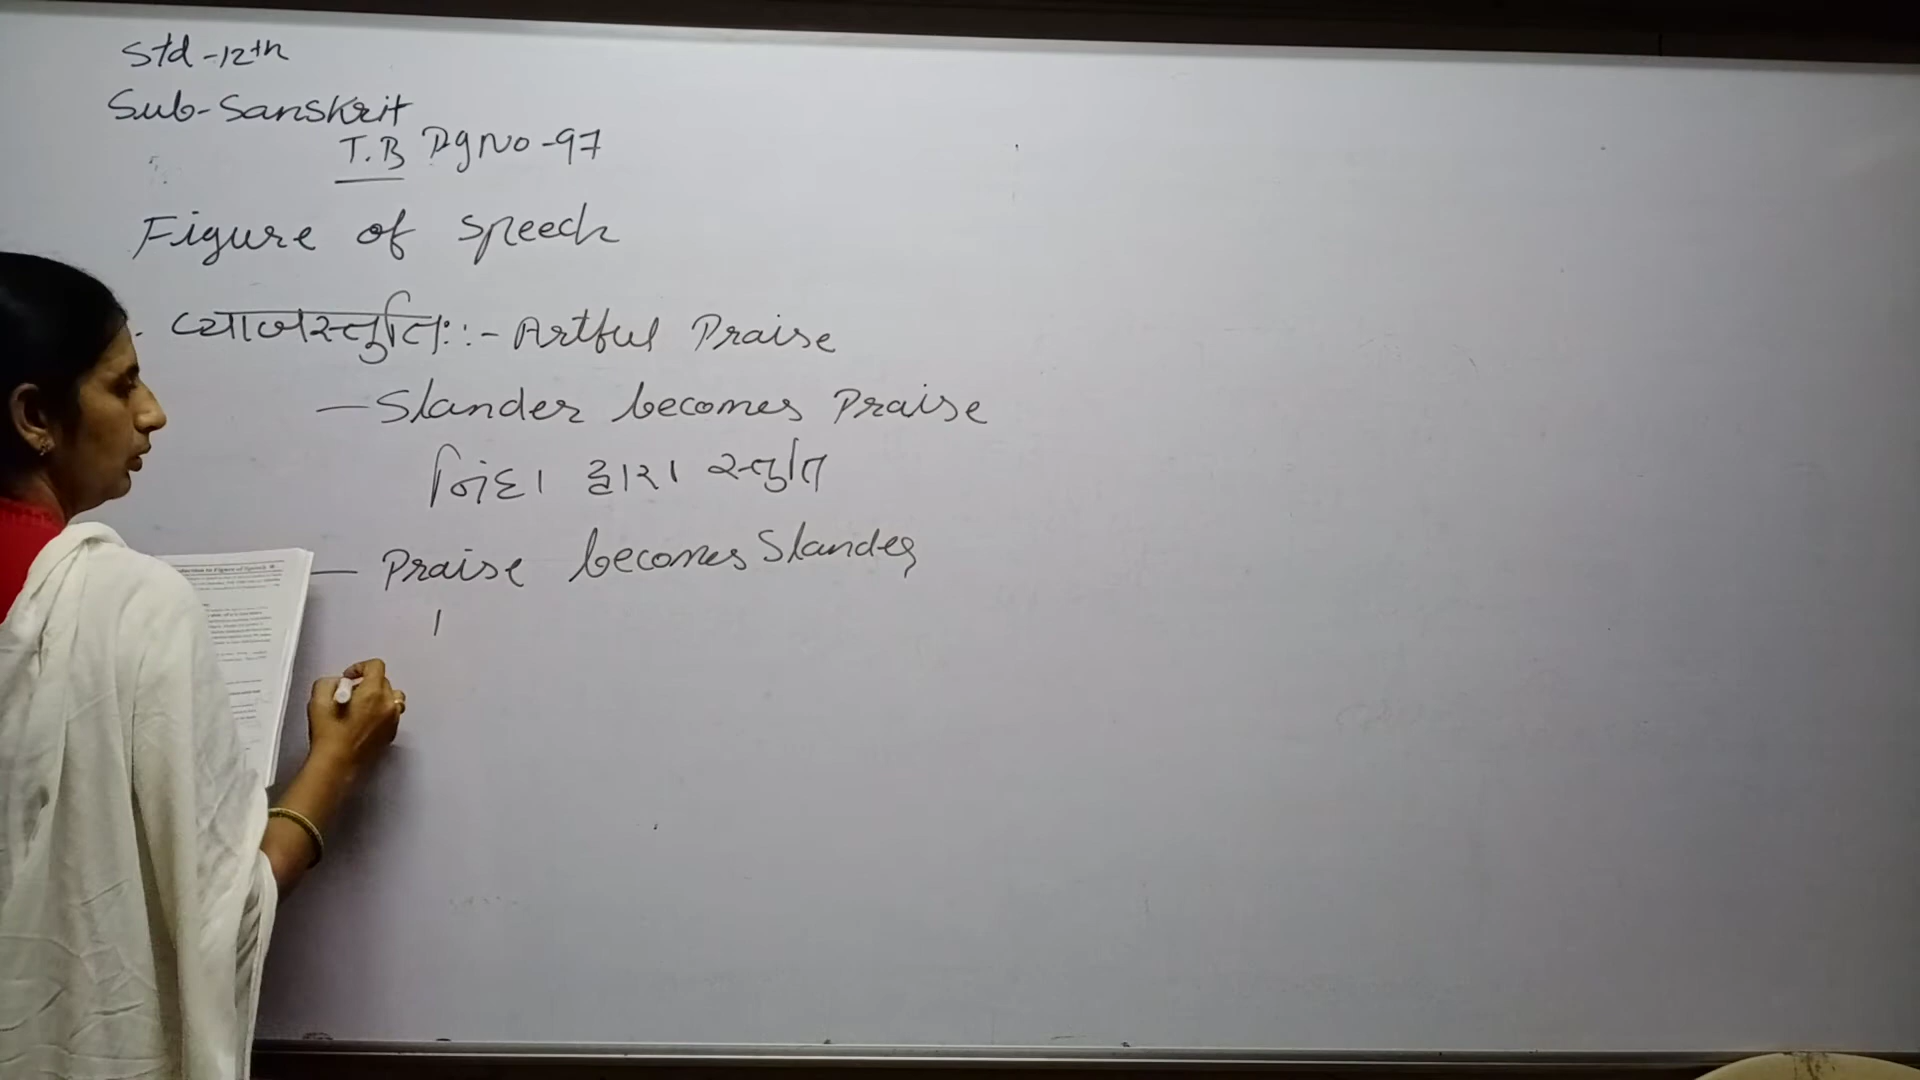 Std-12th
Sub-Sanskrit
T.B Pg No-97
Figure of speech
व्याजस्तुतिः:- Artful Praise
— Slander becomes Praise
નિંદા દ્વારા સ્તુતિ
— Praise becomes Slander